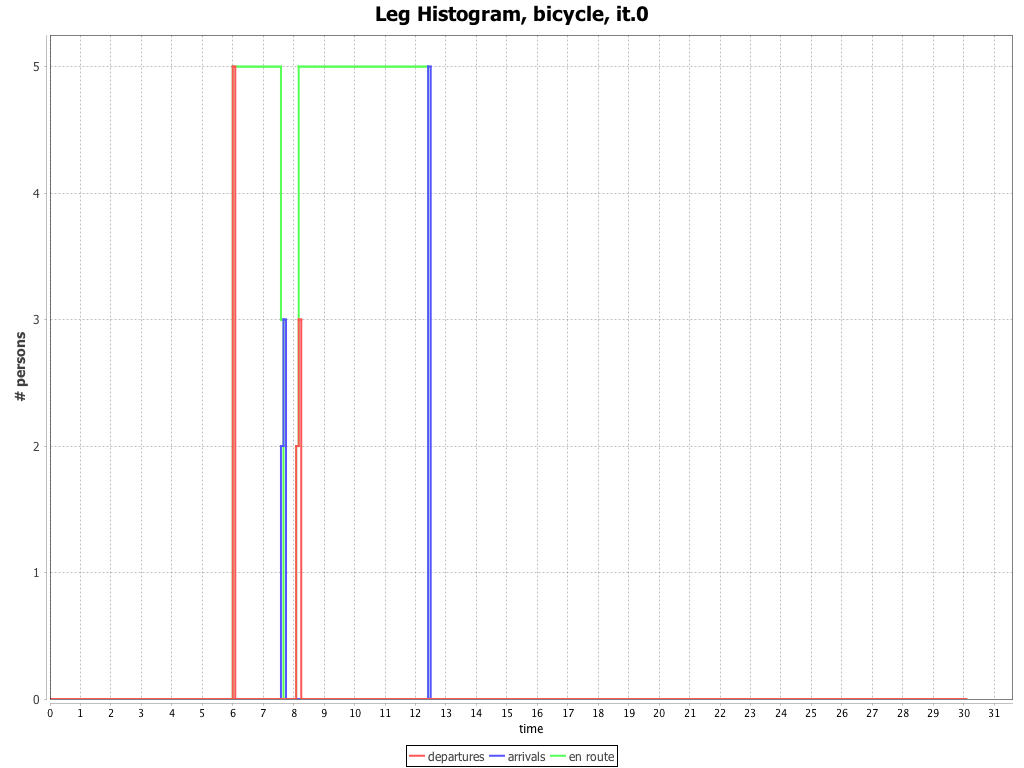 Leg Histogram, bicycle, it.0
# persons
5
4
3
2
1
0
0 1 2 3 4 5 6 7 8 9 10 11 12 13 14 15 16 17 18 19 20 21 22 23 24 25 26 27 28 29 30 31
time
departures arrivals en route